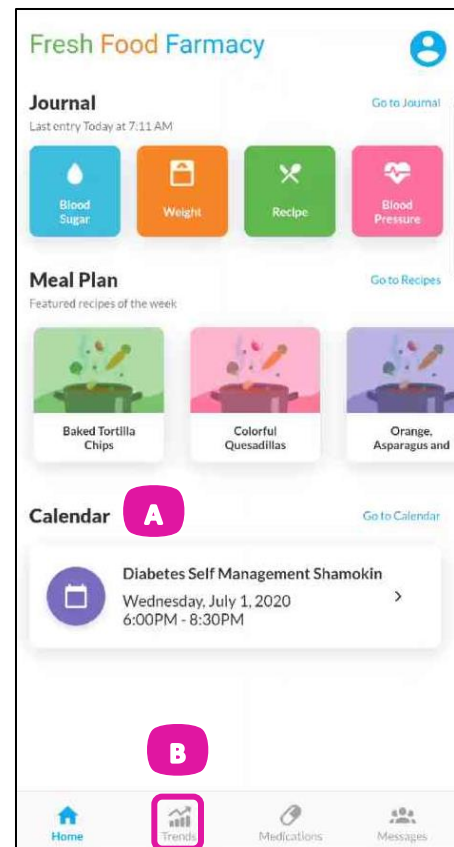 Fresh Food Farmacy
Journal
Go to Journal
Last entry Today at 7:11 AM
Blood
Sugar
Weight
Recipe
Blood
Pressure
Meal Plan
Go to Recipes
Featured recipes of the week
Baked Tortilla
Chips
Colorful
Quesadillas
Orange,
Asparagus and
Calendar
A
Go to Calendar
Diabetes Self Management Shamokin
Wednesday, July 1, 2020
6:00PM - 8:30PM
B
Home
Trends
Medications
Messages